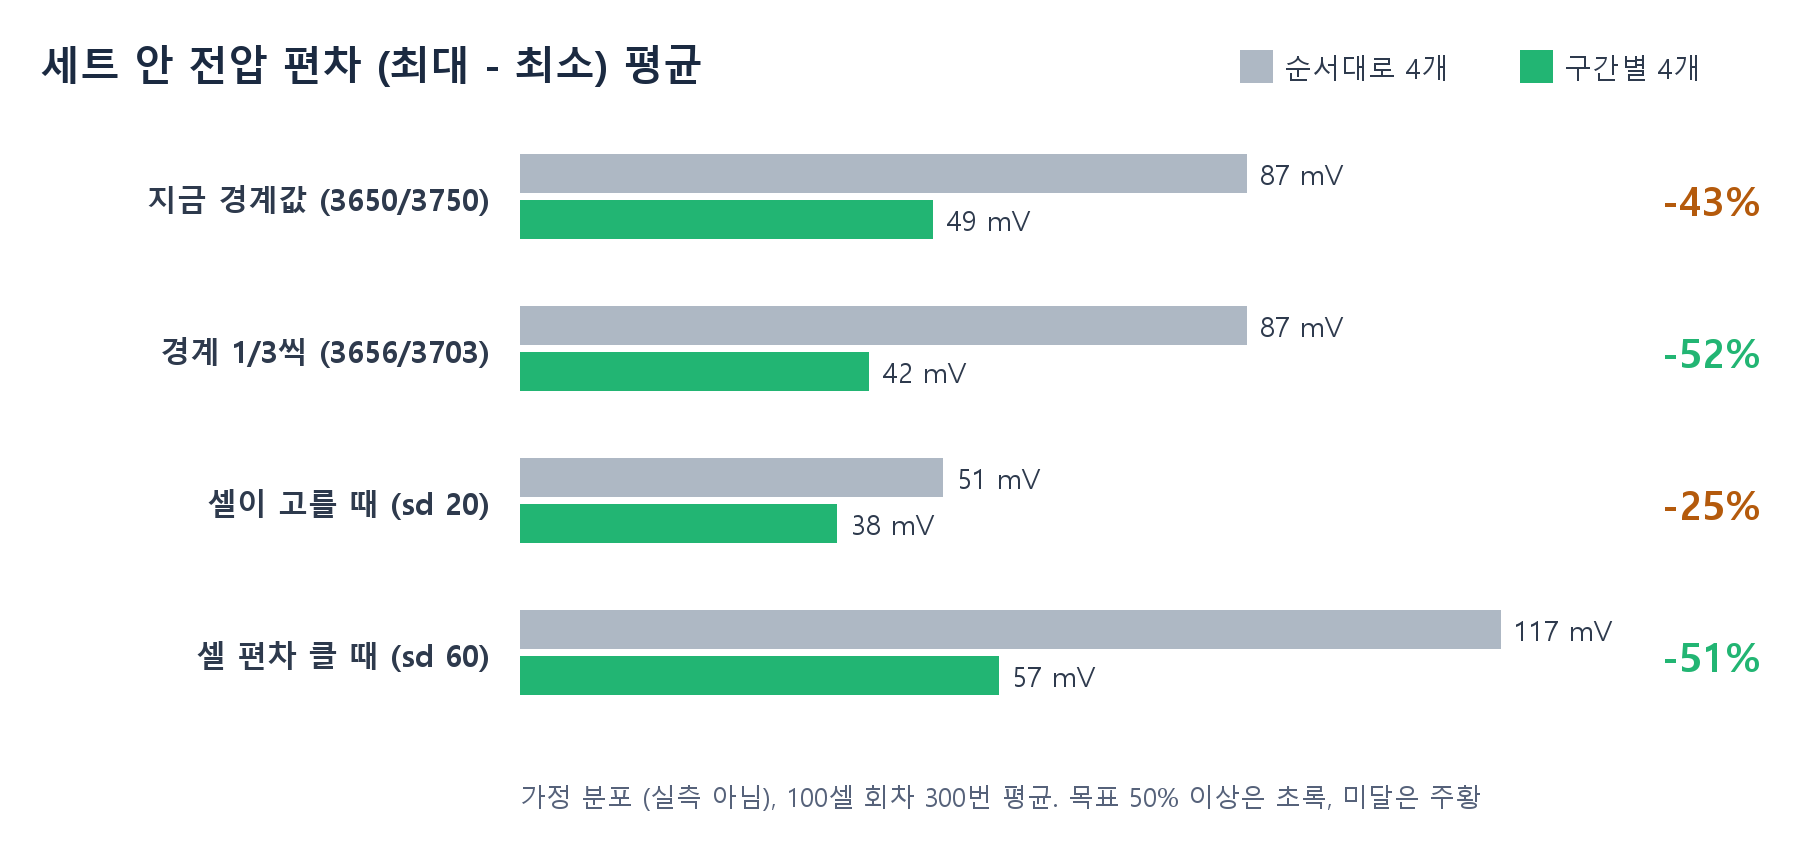 세트 안 전압 편차 (최대 - 최소) 평균
순서대로 4개
구간별 4개
지금 경계값 (3650/3750)
87 mV
49 mV
-43%
경계 1/3씩 (3656/3703)
87 mV
42 mV
-52%
셀이 고를 때 (sd 20)
51 mV
38 mV
-25%
셀 편차 클 때 (sd 60)
117 mV
57 mV
-51%
가정 분포 (실측 아님), 100셀 회차 300번 평균. 목표 50% 이상은 초록, 미달은 주황